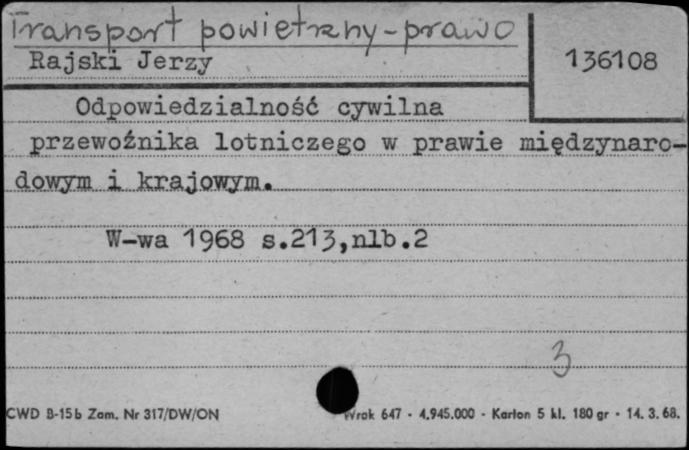 Transport powietrzny - prawo
Rajski Jerzy
136108
Odpowiedzialność cywilna
przewoźnika lotniczego w prawie międzynaro-
dowym i krajowym.
W-wa 1968 s.213,nlb.2
3
CWD B-15b Zam. Nr 317/DW/ON
Wrok 647 - 4.945.000 - Karton 5 kl. 180 gr - 14. 3. 68.